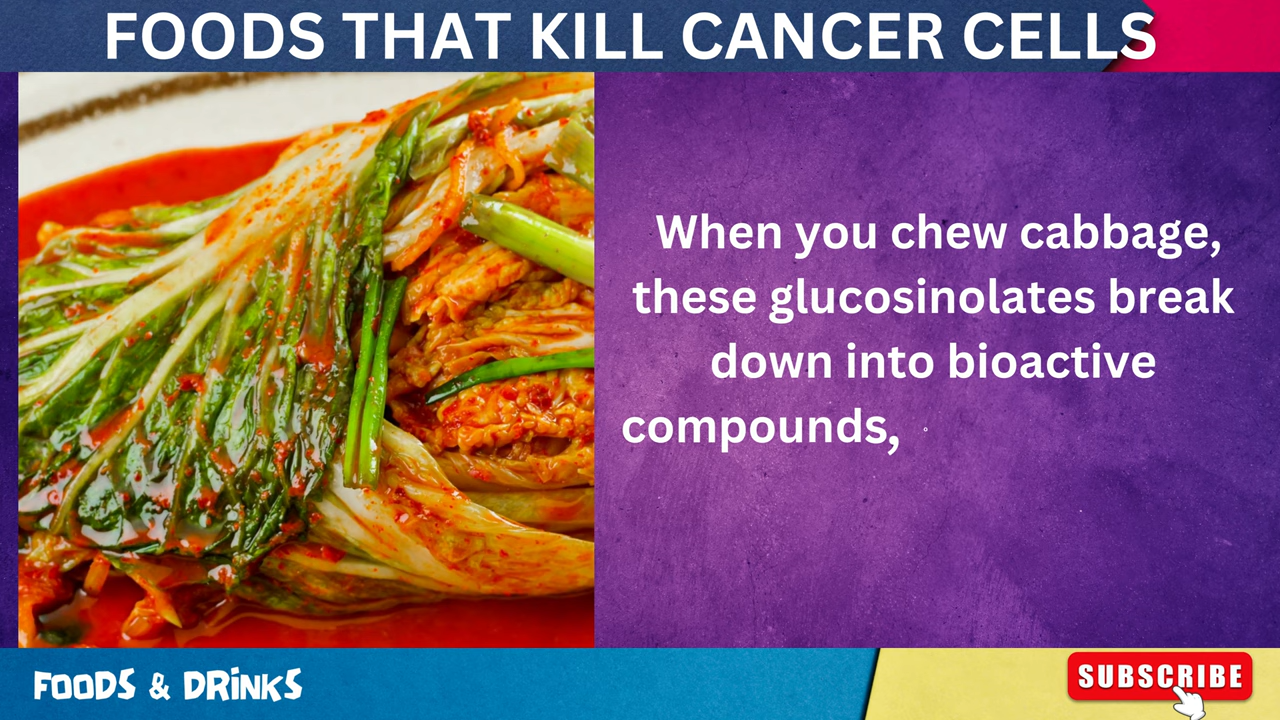 FOODS THAT KILL CANCER CELLS
When you chew cabbage,
these glucosinolates break
down into bioactive
compounds,
FOODS & DRiNKS
SUBSCRIBE